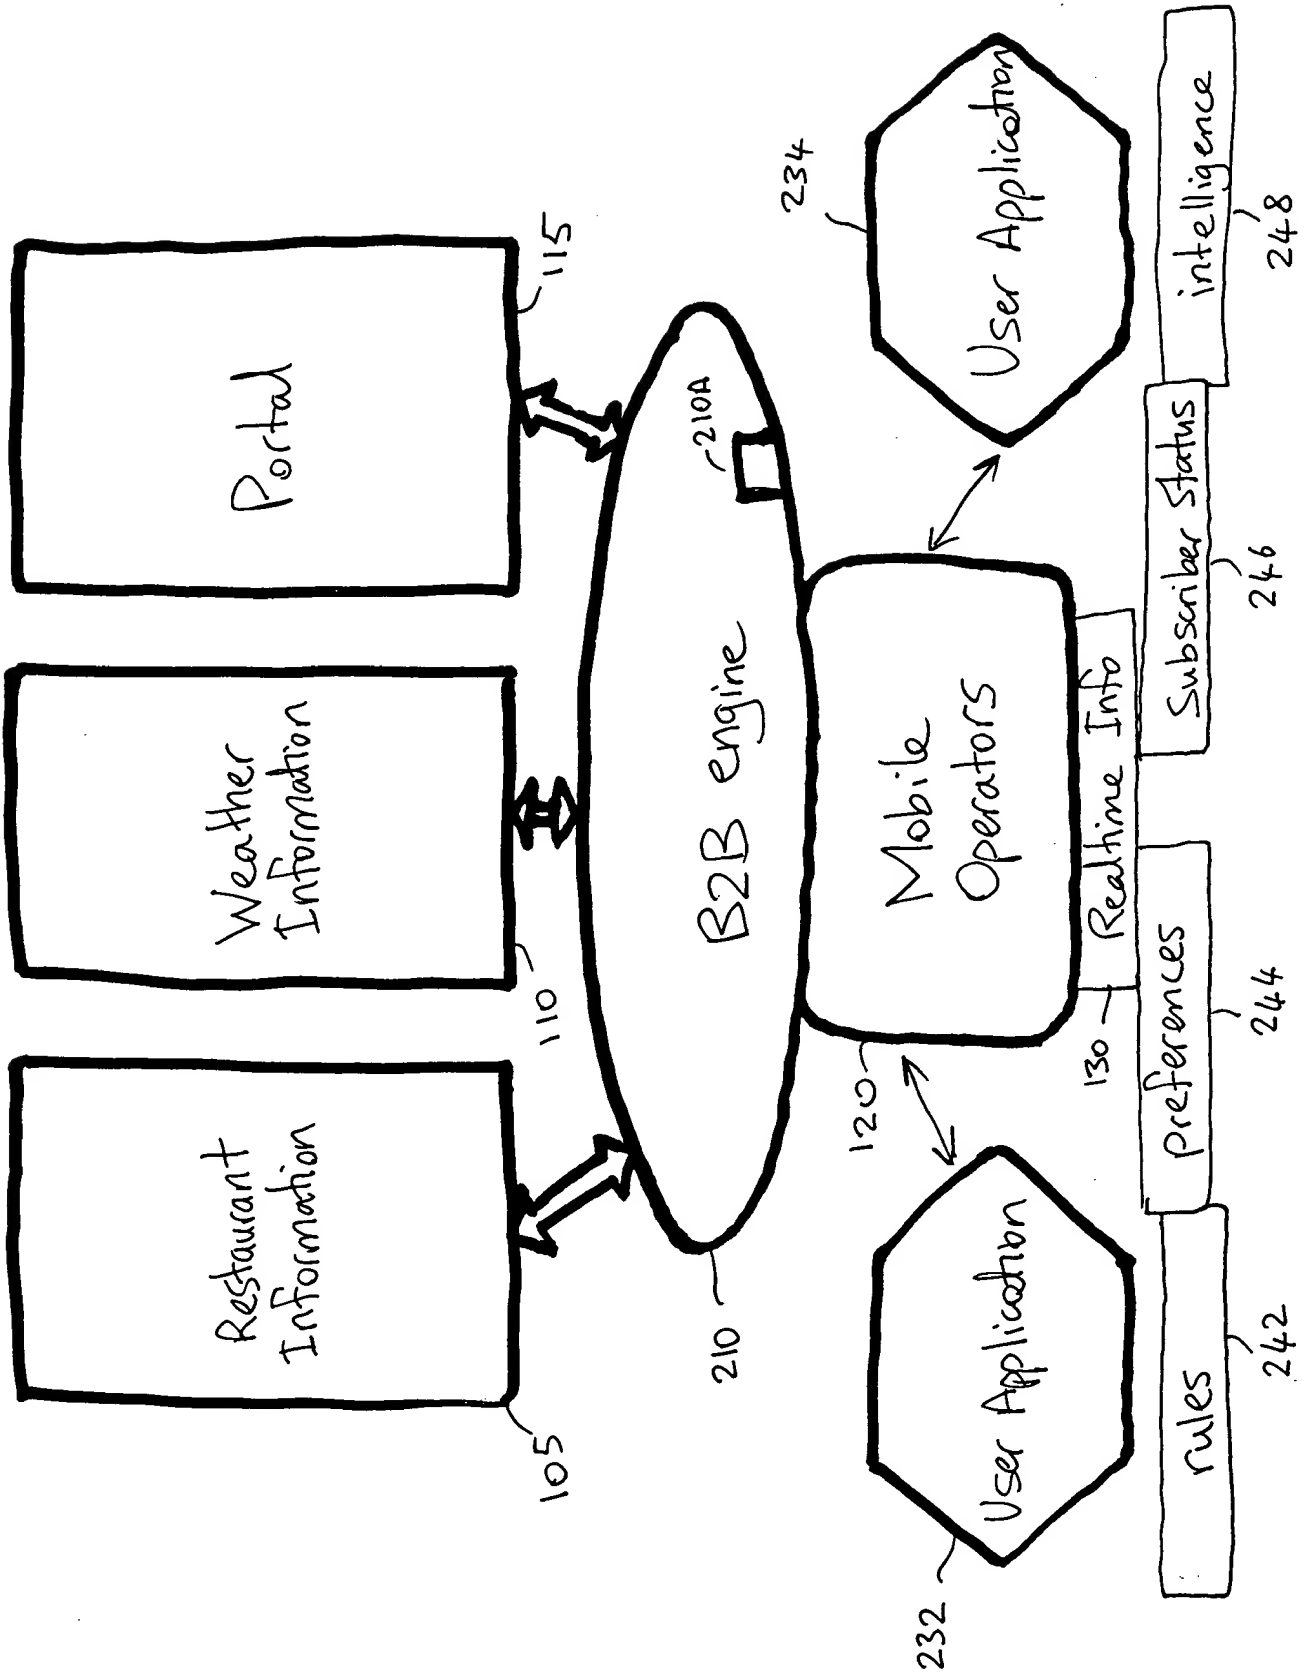 Restaurant
Information
105
Weather
Information
110
Portal
115
210
B2B engine
210A
120
Mobile
Operators
232
User Application
234
User Application
130
Realtime Info
rules
242
preferences
244
Subscriber Status
246
intelligence
248